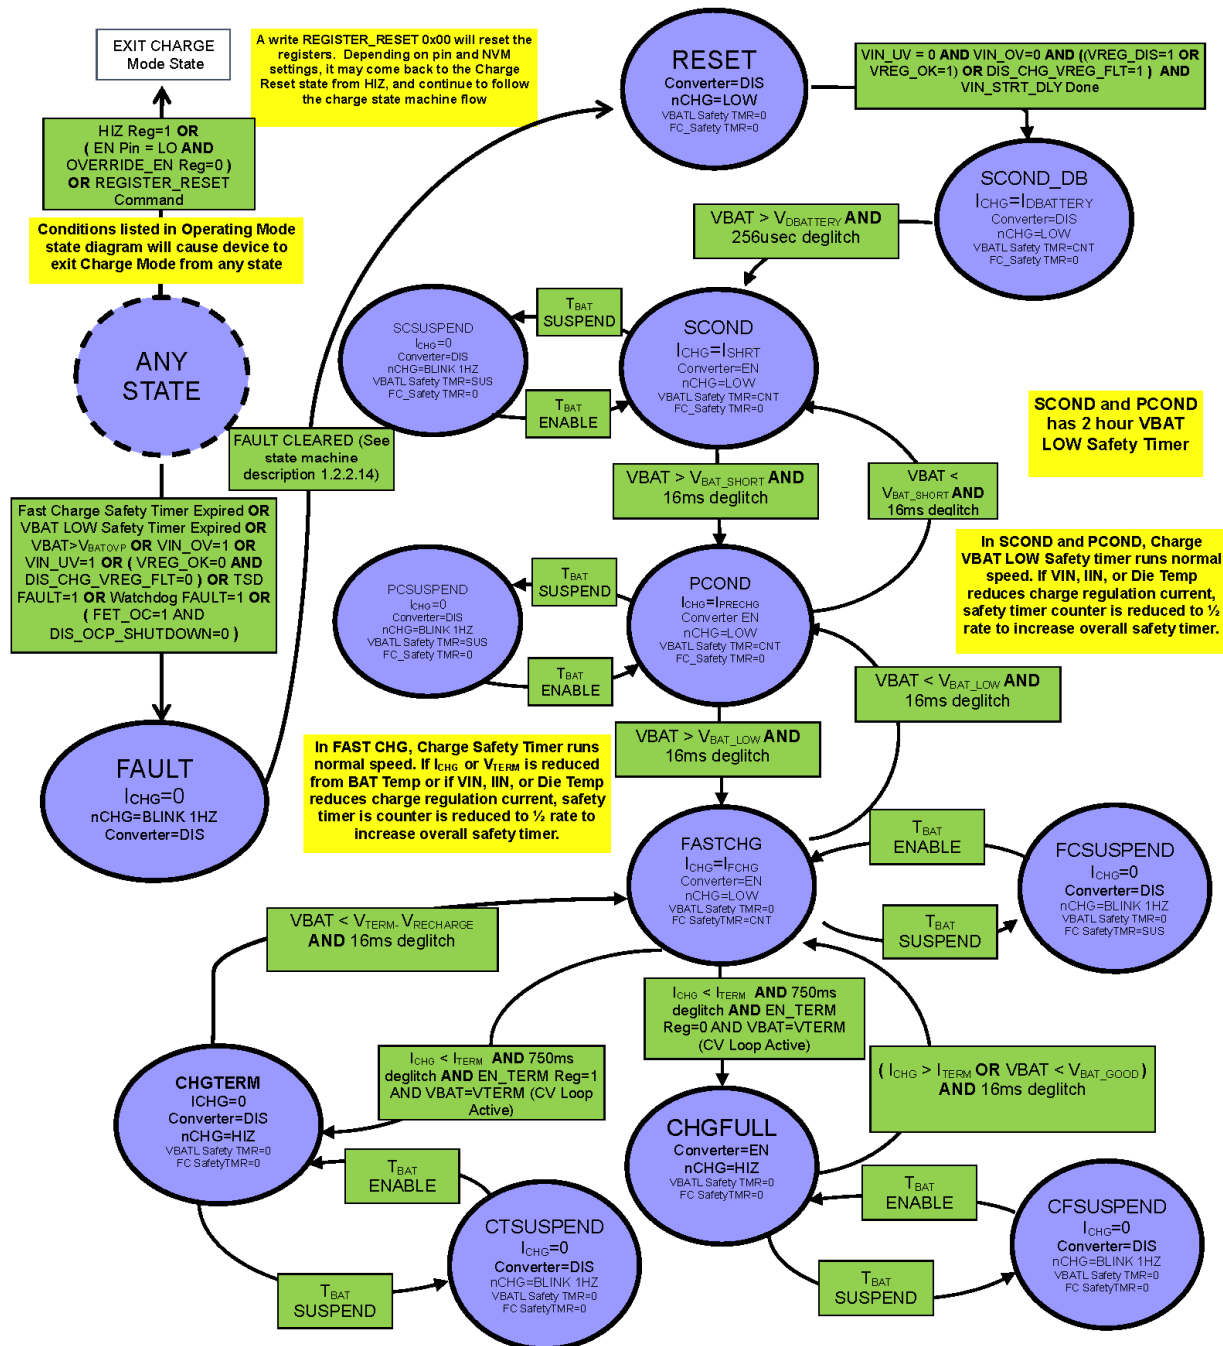 EXIT CHARGE
Mode State
A write REGISTER_RESET 0x00 will reset the
registers.  Depending on pin and NVM
settings, it may come back to the Charge
Reset state from HIZ, and continue to follow
the charge state machine flow
RESET
Converter=DIS
nCHG=LOW
VBATL Safety TMR=0
FC_Safety TMR=0
VIN_UV = 0 AND VIN_OV=0 AND ((VREG_DIS=1 OR
VREG_OK=1) OR DIS_CHG_VREG_FLT=1 )  AND
VIN_STRT_DLY Done
HIZ Reg=1 OR
( EN Pin = LO AND
OVERRIDE_EN Reg=0 )
OR REGISTER_RESET
Command
SCOND_DB
ICHG=IDBATTERY
Converter=DIS
nCHG=LOW
VBATL Safety TMR=CNT
FC_Safety TMR=0
Conditions listed in Operating Mode
state diagram will cause device to
exit Charge Mode from any state
VBAT > VDBATTERY AND
256usec deglitch
ANY
STATE
SCSUSPEND
ICHG=0
Converter=DIS
nCHG=BLINK 1HZ
VBATL Safety TMR=SUS
FC_Safety TMR=0
TBAT
SUSPEND
SCOND
ICHG=ISHRT
Converter=EN
nCHG=LOW
VBATL Safety TMR=CNT
FC_Safety TMR=0
TBAT
ENABLE
SCOND and PCOND
has 2 hour VBAT
LOW Safety Timer
FAULT CLEARED (See
state machine
description 1.2.2.14)
VBAT > VBAT_SHORT AND
16ms deglitch
VBAT <
VBAT_SHORT AND
16ms deglitch
Fast Charge Safety Timer Expired OR
VBAT LOW Safety Timer Expired OR
VBAT>VBATOVP OR VIN_OV=1 OR
VIN_UV=1 OR ( VREG_OK=0 AND
DIS_CHG_VREG_FLT=0 ) OR TSD
FAULT=1 OR Watchdog FAULT=1 OR
( FET_OC=1 AND
DIS_OCP_SHUTDOWN=0 )
In SCOND and PCOND, Charge
VBAT LOW Safety timer runs normal
speed. If VIN, IIN, or Die Temp
reduces charge regulation current,
safety timer counter is reduced to ½
rate to increase overall safety timer.
PCSUSPEND
ICHG=0
Converter=DIS
nCHG=BLINK 1HZ
VBATL Safety TMR=SUS
FC_Safety TMR=0
TBAT
SUSPEND
PCOND
ICHG=IPRECHG
Converter EN
nCHG=LOW
VBATL Safety TMR=CNT
FC_Safety TMR=0
TBAT
ENABLE
VBAT < VBAT_LOW AND
16ms deglitch
VBAT > VBAT_LOW AND
16ms deglitch
FAULT
ICHG=0
nCHG=BLINK 1HZ
Converter=DIS
In FAST CHG, Charge Safety Timer runs
normal speed. If ICHG or VTERM is reduced
from BAT Temp or if VIN, IIN, or Die Temp
reduces charge regulation current, safety
timer is counter is reduced to ½ rate to
increase overall safety timer.
FASTCHG
ICHG=IFCHG
Converter=EN
nCHG=LOW
VBATL Safety TMR=0
FC SafetyTMR=CNT
TBAT
ENABLE
FCSUSPEND
ICHG=0
Converter=DIS
nCHG=BLINK 1HZ
VBATL Safety TMR=0
FC SafetyTMR=SUS
TBAT
SUSPEND
VBAT < VTERM- VRECHARGE
AND 16ms deglitch
ICHG < ITERM  AND 750ms
deglitch AND EN_TERM
Reg=0 AND VBAT=VTERM
(CV Loop Active)
ICHG < ITERM  AND 750ms
deglitch AND EN_TERM Reg=1
AND VBAT=VTERM (CV Loop
Active)
( ICHG > ITERM OR VBAT < VBAT_GOOD )
AND 16ms deglitch
CHGTERM
ICHG=0
Converter=DIS
nCHG=HIZ
VBATL Safety TMR=0
FC SafetyTMR=0
CHGFULL
Converter=EN
nCHG=HIZ
VBATL Safety TMR=0
FC SafetyTMR=0
TBAT
ENABLE
TBAT
ENABLE
CTSUSPEND
ICHG=0
Converter=DIS
nCHG=BLINK 1HZ
VBATL Safety TMR=0
FC SafetyTMR=0
CFSUSPEND
ICHG=0
Converter=DIS
nCHG=BLINK 1HZ
VBATL Safety TMR=0
FC SafetyTMR=0
TBAT
SUSPEND
TBAT
SUSPEND